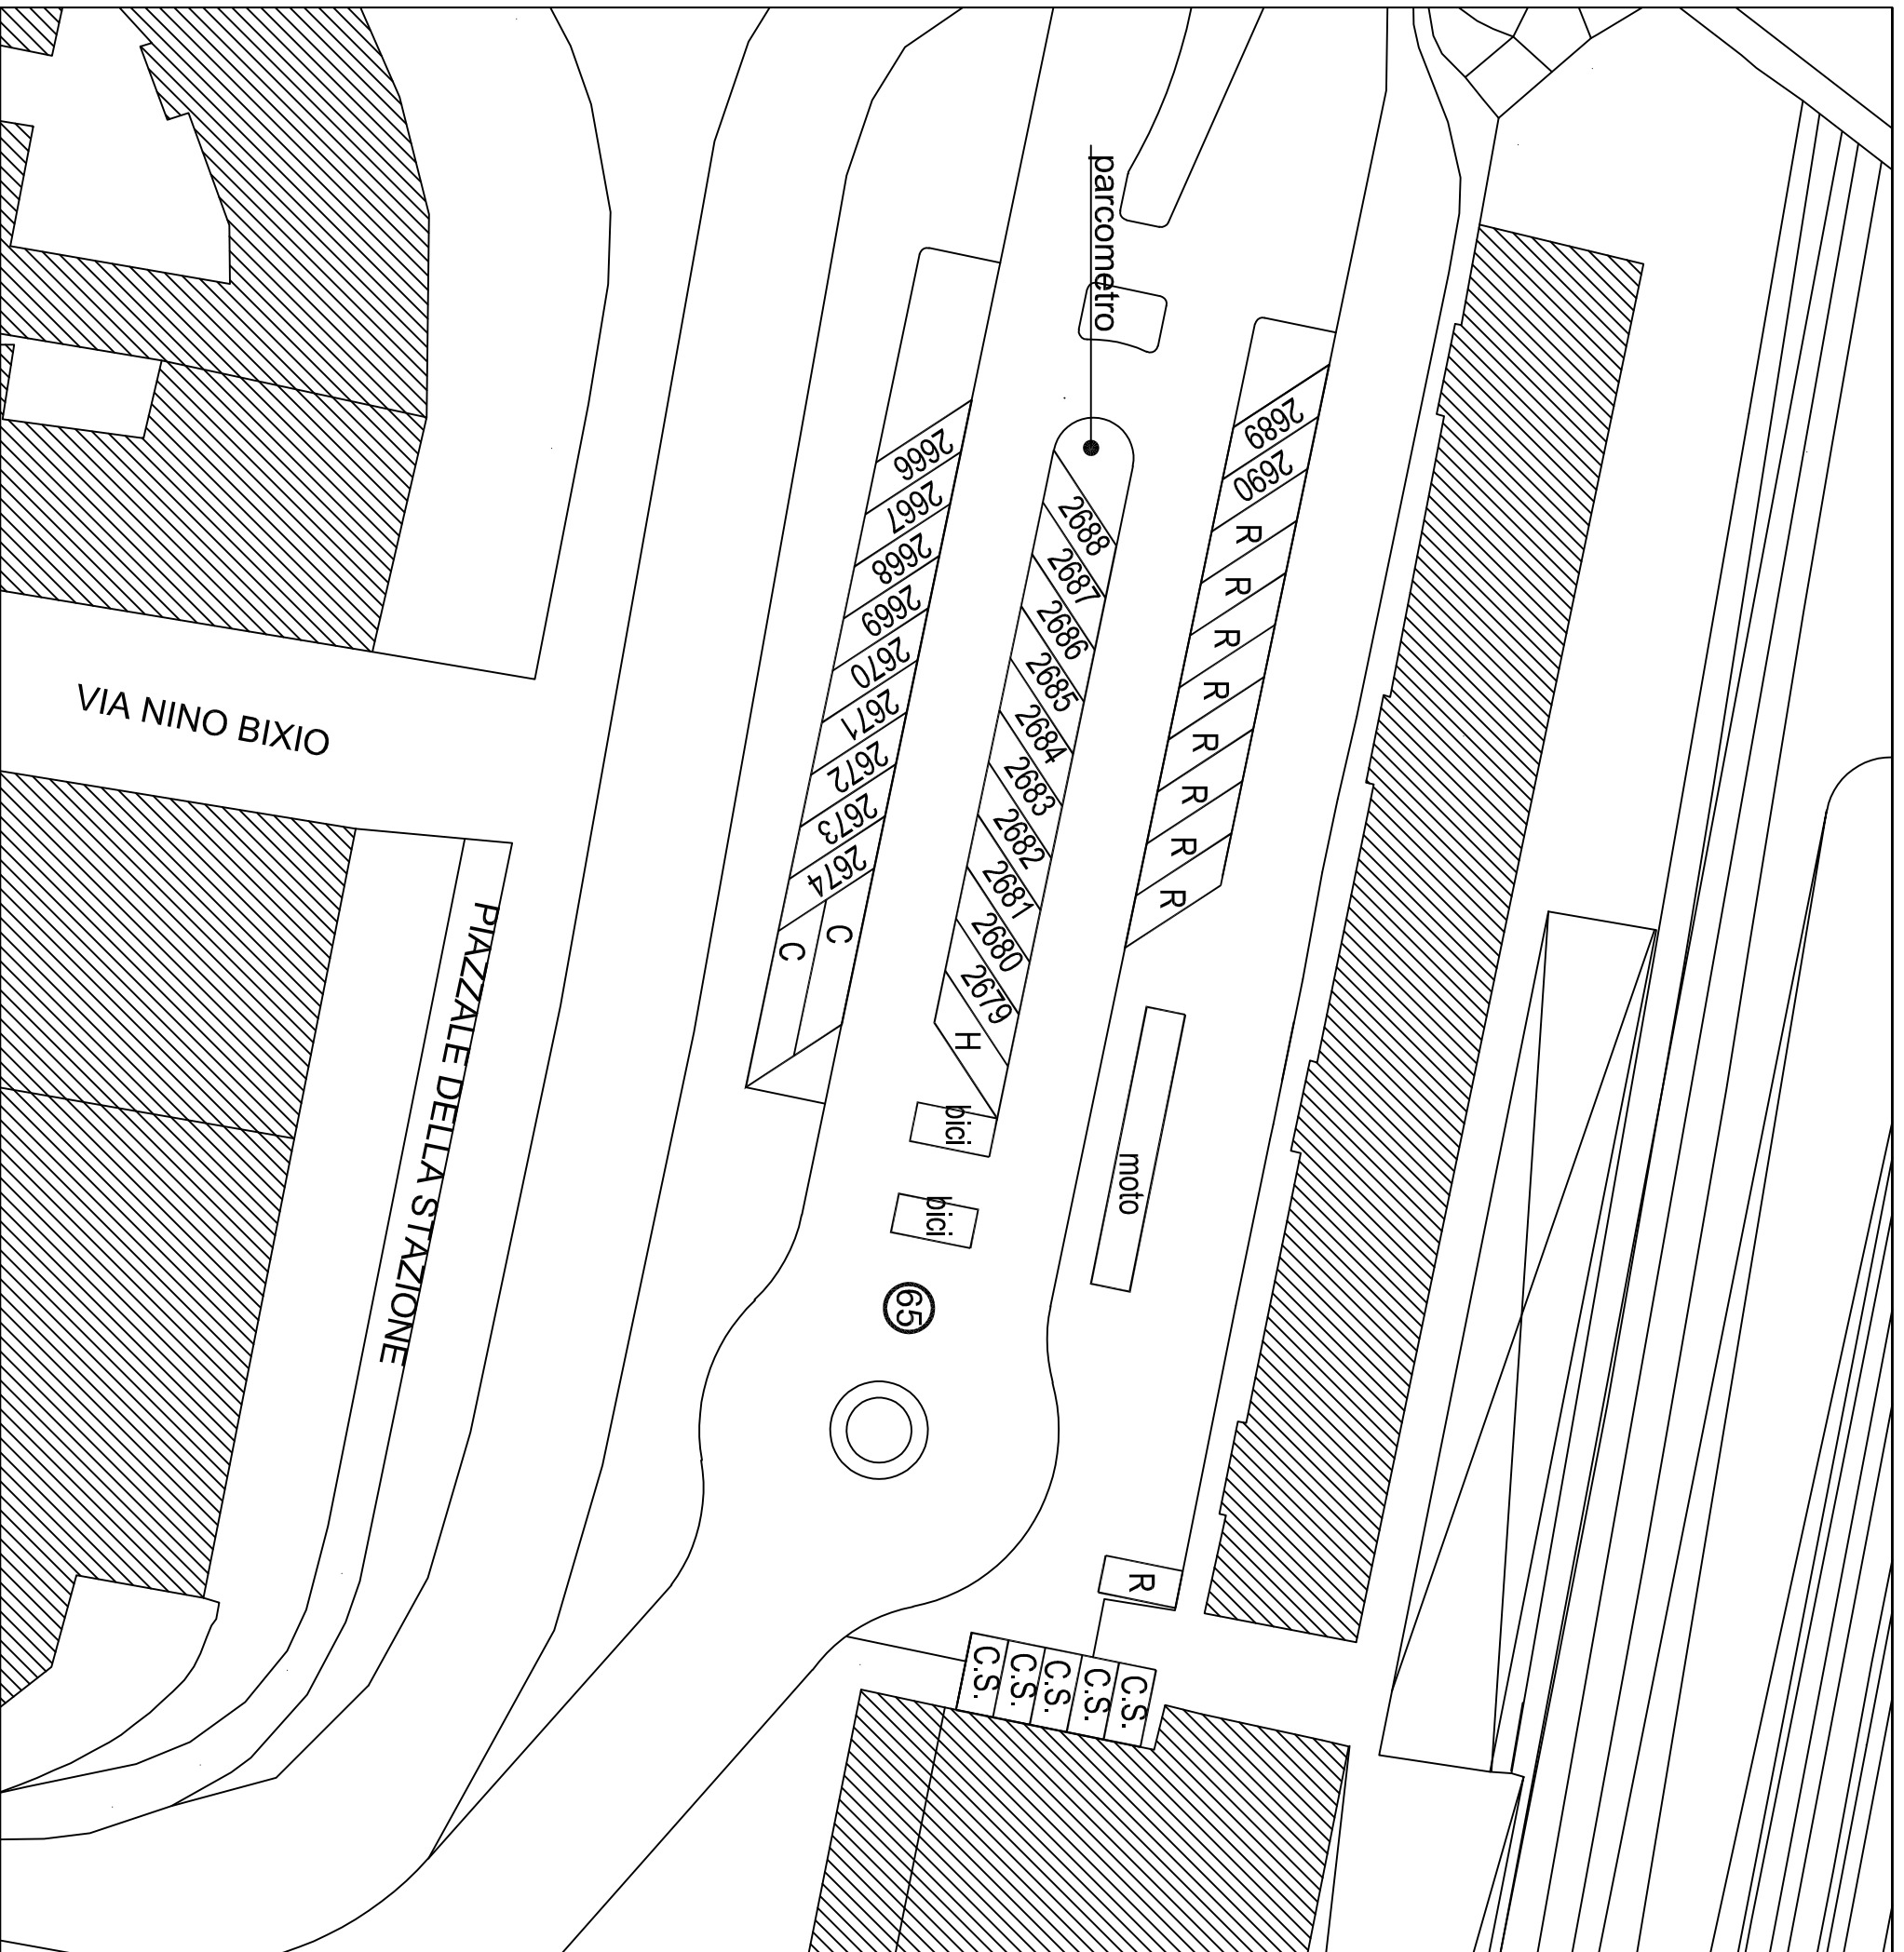 parcometro
2666
2667
2668
2669
2670
2671
2672
2673
2674
C
C
2688
2687
2686
2685
2684
2683
2682
2681
2680
2679
H
2689
2690
R
R
R
R
R
R
R
R
bici
bici
moto
65
R
C.S.
C.S.
C.S.
C.S.
C.S.
VIA NINO BIXIO
PIAZZALE DELLA STAZIONE